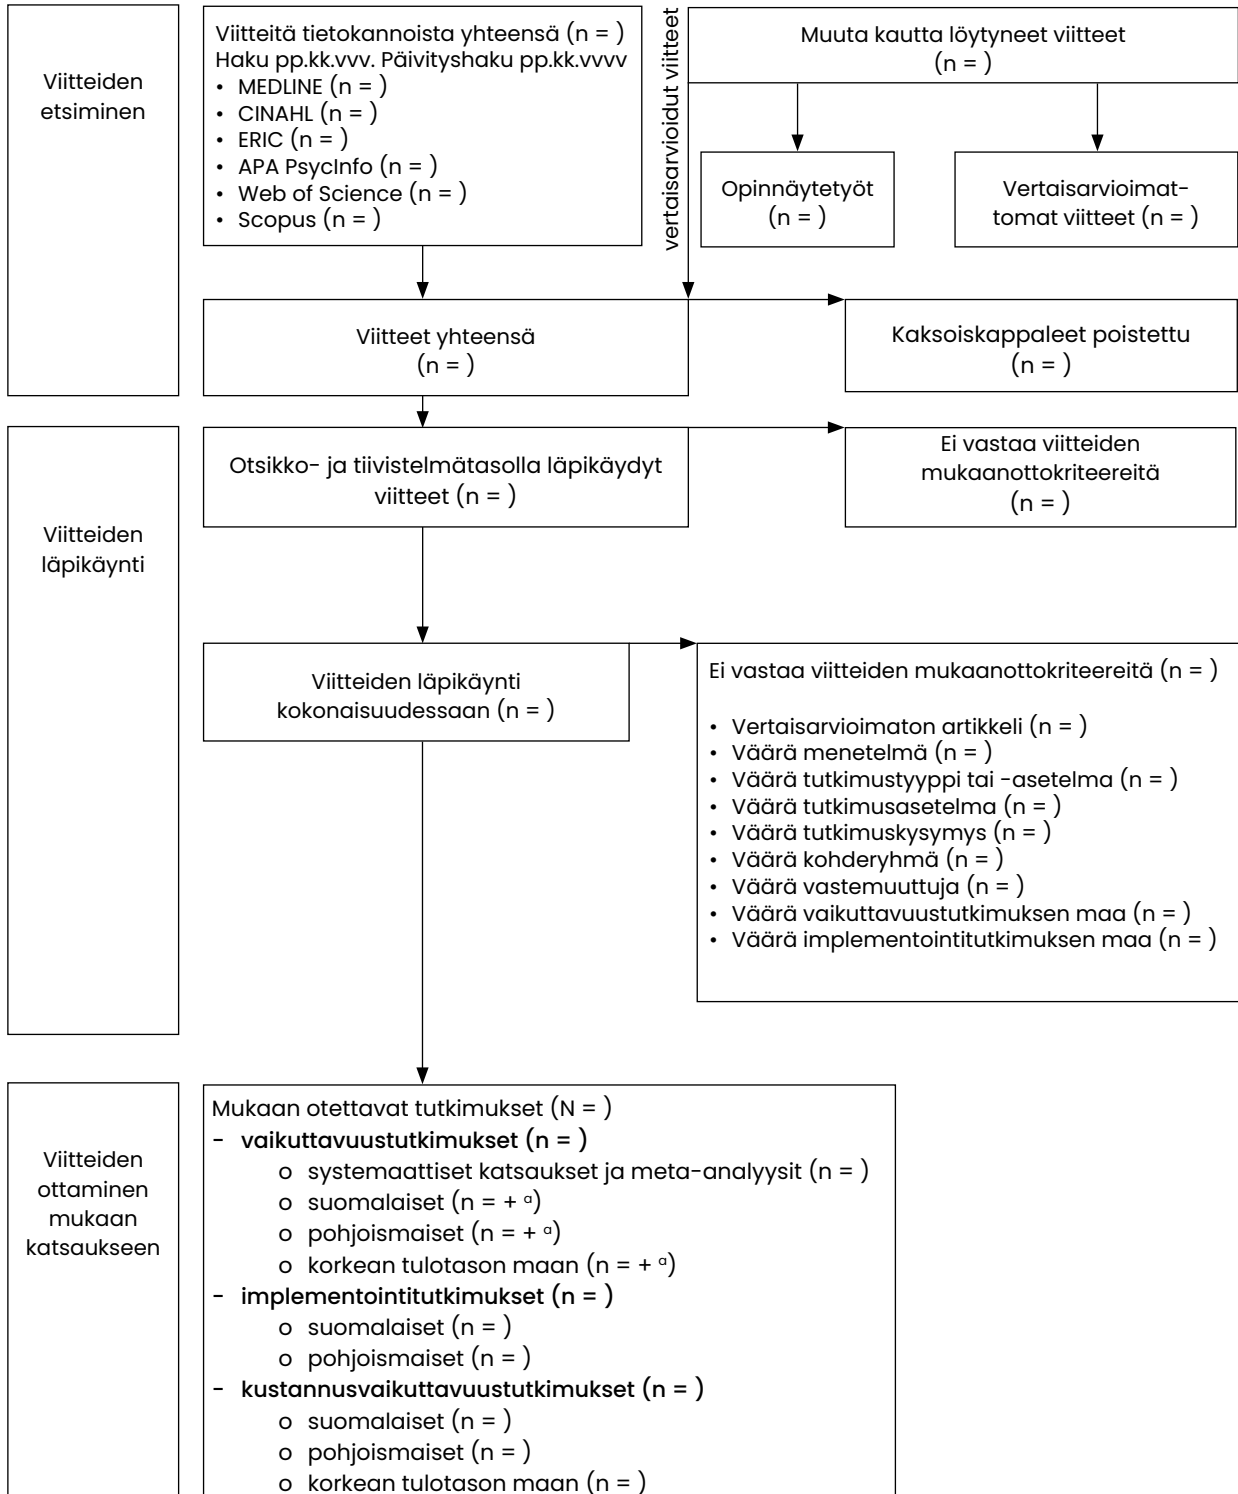 Viitteiden
etsiminen
Viitteitä tietokannoista yhteensä (n = )
Haku pp.kk.vvv. Päivityshaku pp.kk.vvvv
• MEDLINE (n = )
• CINAHL (n = )
• ERIC (n = )
• APA PsycInfo (n = )
• Web of Science (n = )
• Scopus (n = )
vertaisarvioidut viitteet
Muuta kautta löytyneet viitteet
(n = )
Opinnäytetyöt
(n = )
Vertaisarvioimat-
tomat viitteet (n = )
Viitteet yhteensä
(n = )
Kaksoiskappaleet poistettu
(n = )
Viitteiden
läpikäynti
Otsikko- ja tiivistelmätasolla läpikäydyt
viitteet (n = )
Ei vastaa viitteiden
mukaanottokriteereitä
(n = )
Viitteiden läpikäynti
kokonaisuudessaan (n = )
Ei vastaa viitteiden mukaanottokriteereitä (n = )
• Vertaisarvioimaton artikkeli (n = )
• Väärä menetelmä (n = )
• Väärä tutkimustyyppi tai -asetelma (n = )
• Väärä tutkimusasetelma (n = )
• Väärä tutkimuskysymys (n = )
• Väärä kohderyhmä (n = )
• Väärä vastemuuttuja (n = )
• Väärä vaikuttavuustutkimuksen maa (n = )
• Väärä implementointitutkimuksen maa (n = )
Viitteiden
ottaminen
mukaan
katsaukseen
Mukaan otettavat tutkimukset (N = )
- vaikuttavuustutkimukset (n = )
o systemaattiset katsaukset ja meta-analyysit (n = )
o suomalaiset (n = + ᵅ)
o pohjoismaiset (n = + ᵅ)
o korkean tulotason maan (n = + ᵅ)
- implementointitutkimukset (n = )
o suomalaiset (n = )
o pohjoismaiset (n = )
- kustannusvaikuttavuustutkimukset (n = )
o suomalaiset (n = )
o pohjoismaiset (n = )
o korkean tulotason maan (n = )